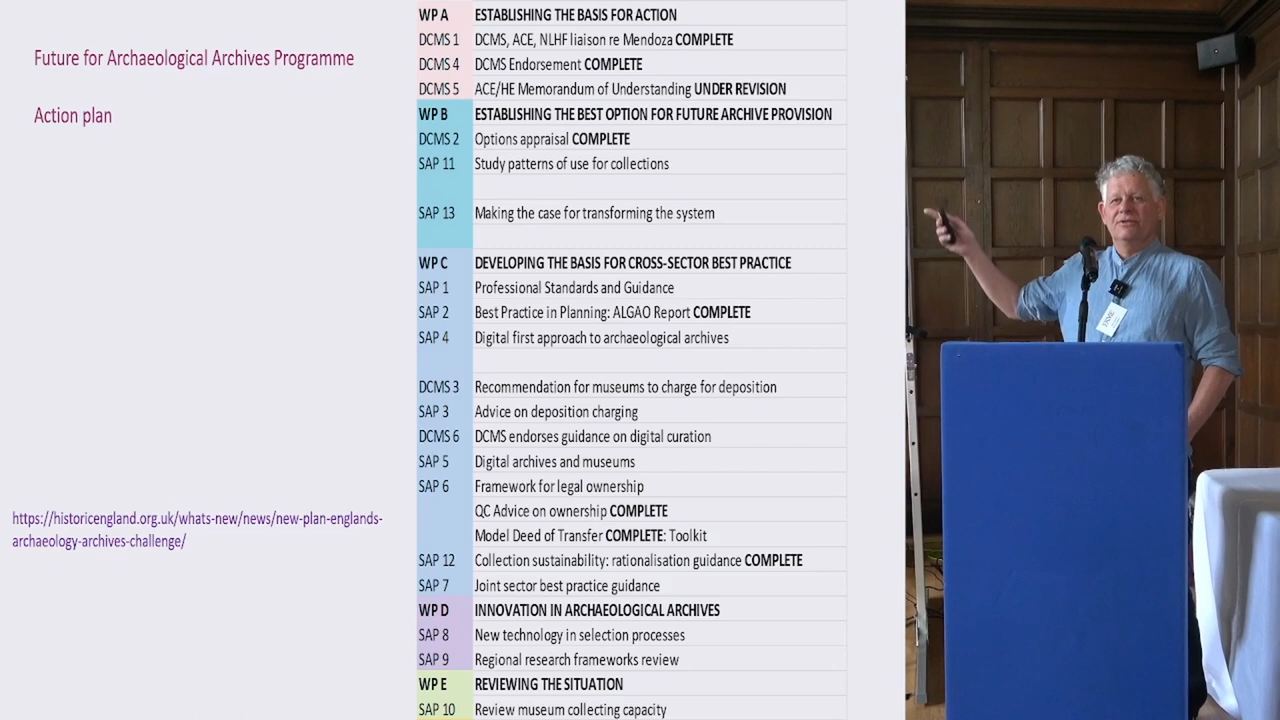 Future for Archaeological Archives Programme
Action plan
https://historicengland.org.uk/whats-new/news/new-plan-englands-
archaeology-archives-challenge/
WP A ESTABLISHING THE BASIS FOR ACTION
DCMS 1 DCMS, ACE, NLHF liaison re Mendoza COMPLETE
DCMS 4 DCMS Endorsement COMPLETE
DCMS 5 ACE/HE Memorandum of Understanding UNDER REVISION
WP B ESTABLISHING THE BEST OPTION FOR FUTURE ARCHIVE PROVISION
DCMS 2 Options appraisal COMPLETE
SAP 11 Study patterns of use for collections
SAP 13 Making the case for transforming the system
WP C DEVELOPING THE BASIS FOR CROSS-SECTOR BEST PRACTICE
SAP 1 Professional Standards and Guidance
SAP 2 Best Practice in Planning: ALGAO Report COMPLETE
SAP 4 Digital first approach to archaeological archives
DCMS 3 Recommendation for museums to charge for deposition
SAP 3 Advice on deposition charging
DCMS 6 DCMS endorses guidance on digital curation
SAP 5 Digital archives and museums
SAP 6 Framework for legal ownership
QC Advice on ownership COMPLETE
Model Deed of Transfer COMPLETE: Toolkit
SAP 12 Collection sustainability: rationalisation guidance COMPLETE
SAP 7 Joint sector best practice guidance
WP D INNOVATION IN ARCHAEOLOGICAL ARCHIVES
SAP 8 New technology in selection processes
SAP 9 Regional research frameworks review
WP E REVIEWING THE SITUATION
SAP 10 Review museum collecting capacity